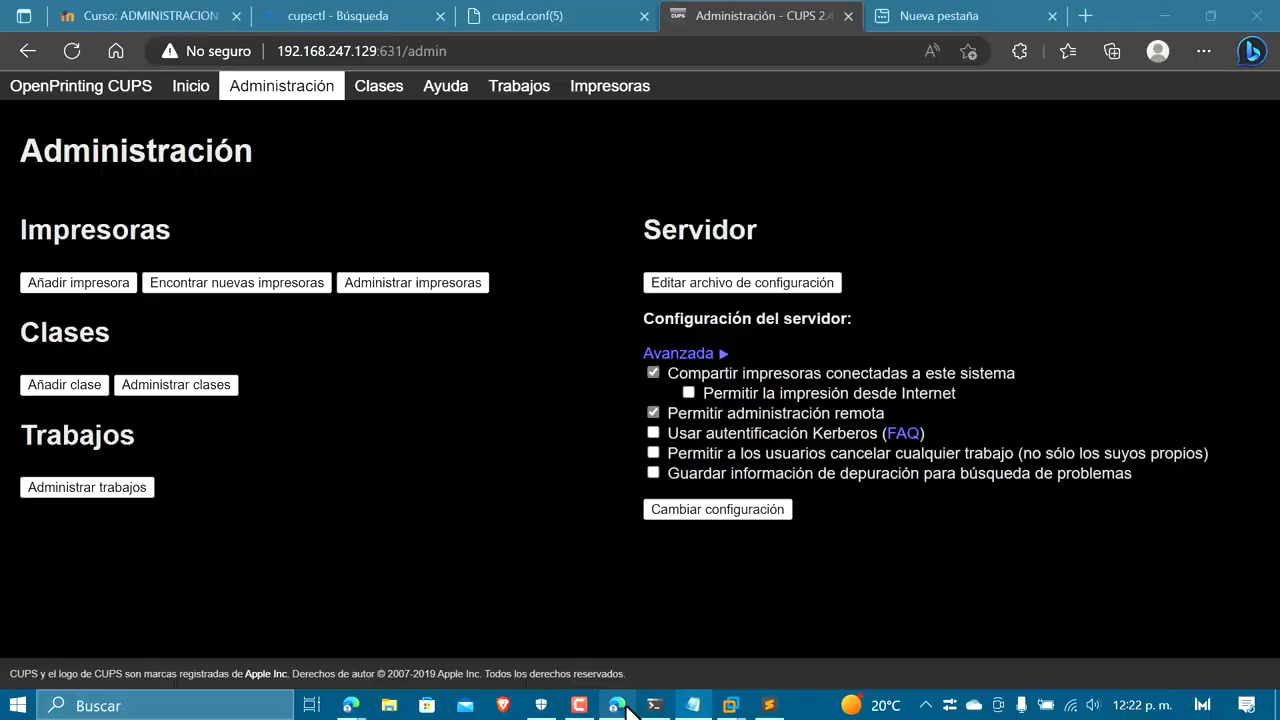 Curso: ADMINISTRACION
cupsctl - Búsqueda
cupsd.conf(5)
CUPS
Administración - CUPS 2.4
Nueva pestaña
No seguro
192.168.247.129:631/admin
OpenPrinting CUPS Inicio Administración Clases Ayuda Trabajos Impresoras
Administración
Impresoras
Añadir impresora Encontrar nuevas impresoras Administrar impresoras
Clases
Añadir clase Administrar clases
Trabajos
Administrar trabajos
Servidor
Editar archivo de configuración
Configuración del servidor:
Avanzada ▶
Compartir impresoras conectadas a este sistema
Permitir la impresión desde Internet
Permitir administración remota
Usar autentificación Kerberos (FAQ)
Permitir a los usuarios cancelar cualquier trabajo (no sólo los suyos propios)
Guardar información de depuración para búsqueda de problemas
Cambiar configuración
CUPS y el logo de CUPS son marcas registradas de Apple Inc. Derechos de autor © 2007-2019 Apple Inc. Todos los derechos reservados.
Buscar
20°C
12:22 p. m.